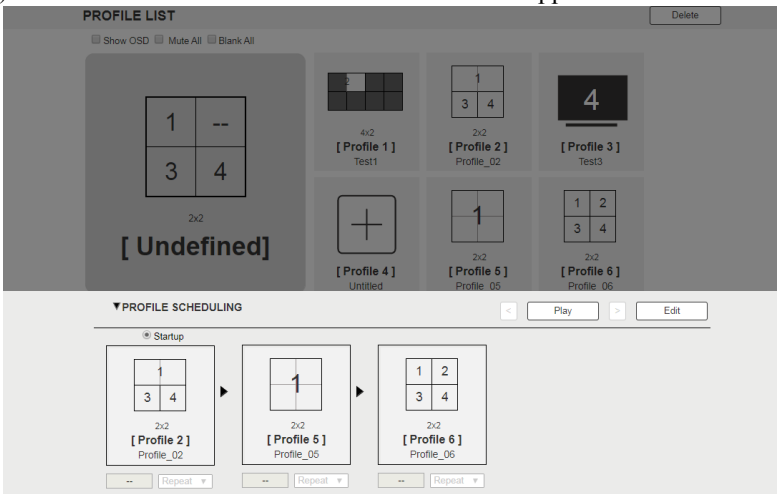 PROFILE LIST
Delete
Show OSD Mute All Blank All
1 --
3 4
2x2
[ Undefined]
2
4x2
[ Profile 1 ]
Test1
1
3 4
2x2
[ Profile 2 ]
Profile_02
4
[ Profile 3 ]
Test3
[ Profile 4 ]
Untitled
1
2x2
[ Profile 5 ]
Profile_05
1 2
3 4
2x2
[ Profile 6 ]
Profile_06
▼PROFILE SCHEDULING
< Play > Edit
Startup
1
3 4
2x2
[ Profile 2 ]
Profile_02
-- Repeat ▼
1
2x2
[ Profile 5 ]
Profile_05
-- Repeat ▼
1 2
3 4
2x2
[ Profile 6 ]
Profile_06
-- Repeat ▼